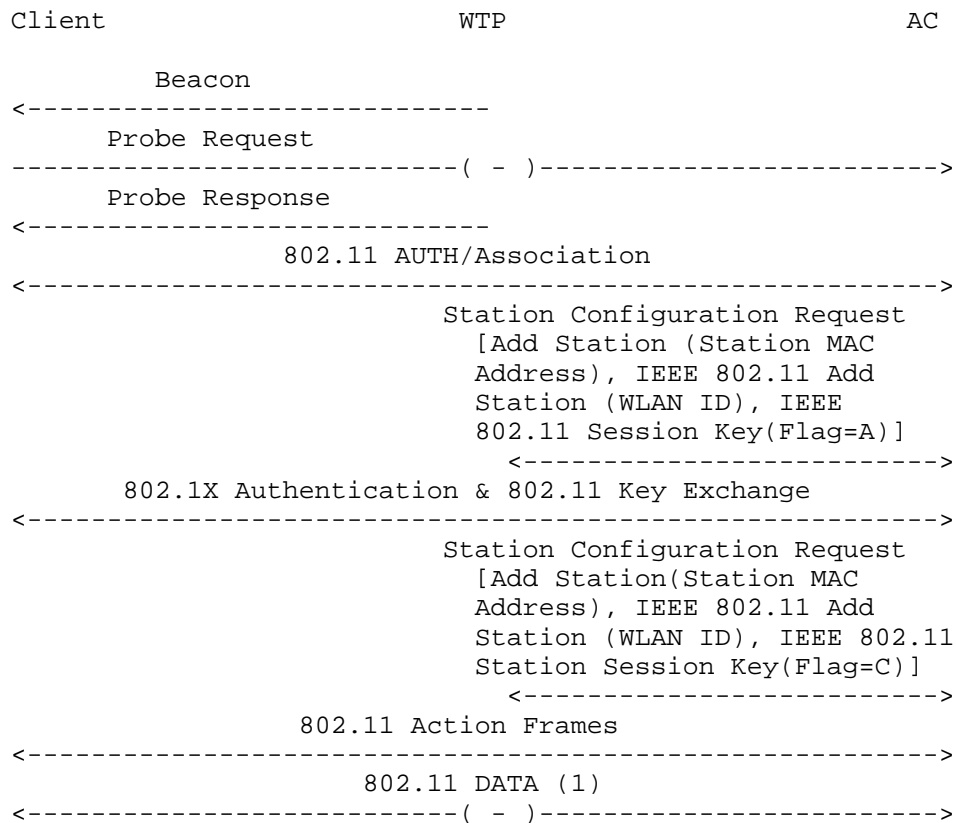 Client WTP AC
Beacon
<-----------------------------
Probe Request
----------------------------( - )------------------------->
Probe Response
<-----------------------------
802.11 AUTH/Association
<--------------------------------------------------------->
Station Configuration Request
[Add Station (Station MAC
Address), IEEE 802.11 Add
Station (WLAN ID), IEEE
802.11 Session Key(Flag=A)]
<-------------------------->
802.1X Authentication & 802.11 Key Exchange
<--------------------------------------------------------->
Station Configuration Request
[Add Station(Station MAC
Address), IEEE 802.11 Add
Station (WLAN ID), IEEE 802.11
Station Session Key(Flag=C)]
<-------------------------->
802.11 Action Frames
<--------------------------------------------------------->
802.11 DATA (1)
<---------------------------( - )------------------------->